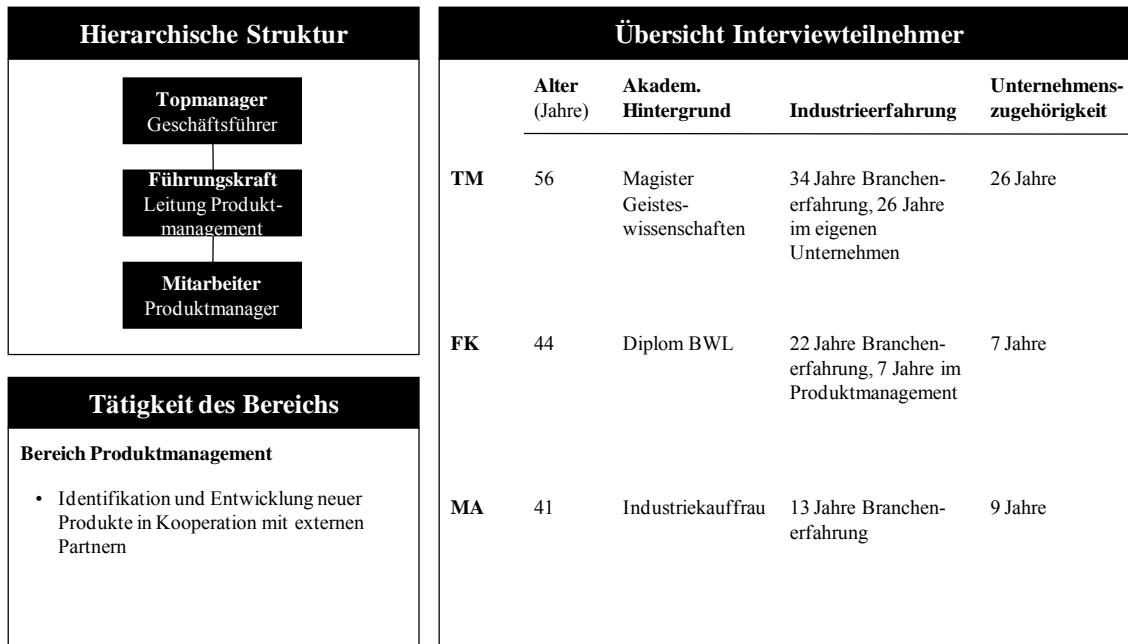 Hierarchische Struktur
Topmanager
Geschäftsführer
Führungskraft
Leitung Produkt-
management
Mitarbeiter
Produktmanager
Tätigkeit des Bereichs
Bereich Produktmanagement
• Identifikation und Entwicklung neuer
Produkte in Kooperation mit externen
Partnern
Übersicht Interviewteilnehmer
Alter
(Jahre)
Akadem.
Hintergrund
Industrieerfahrung
Unternehmens-
zugehörigkeit
TM
56
Magister
Geistes-
wissenschaften
34 Jahre Branchen-
erfahrung, 26 Jahre
im eigenen
Unternehmen
26 Jahre
FK
44
Diplom BWL
22 Jahre Branchen-
erfahrung, 7 Jahre im
Produktmanagement
7 Jahre
MA
41
Industriekauffrau
13 Jahre Branchen-
erfahrung
9 Jahre